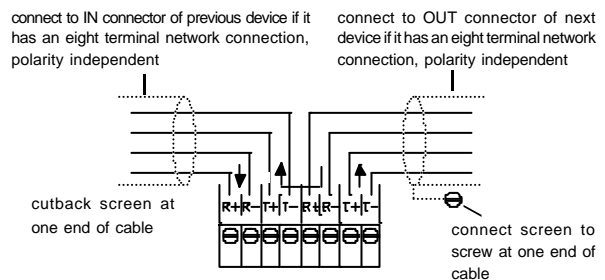 connect to IN connector of previous device if it
has an eight terminal network connection,
polarity independent
connect to OUT connector of next
device if it has an eight terminal network
connection, polarity independent
cutback screen at
one end of cable
R+ R- T+ T- R+ R- T+ T-
connect screen to
screw at one end of
cable